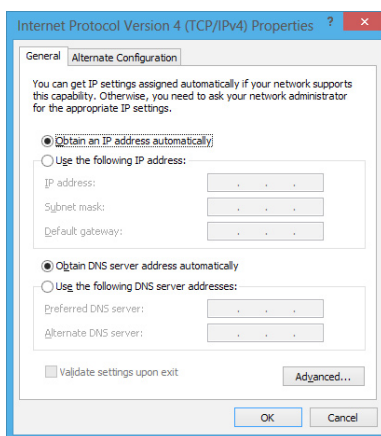 Internet Protocol Version 4 (TCP/IPv4) Properties ? ×
General Alternate Configuration
You can get IP settings assigned automatically if your network supports
this capability. Otherwise, you need to ask your network administrator
for the appropriate IP settings.
Obtain an IP address automatically
Use the following IP address:
IP address: . . .
Subnet mask: . . .
Default gateway: . . .
Obtain DNS server address automatically
Use the following DNS server addresses:
Preferred DNS server: . . .
Alternate DNS server: . . .
Validate settings upon exit
Advanced...
OK Cancel